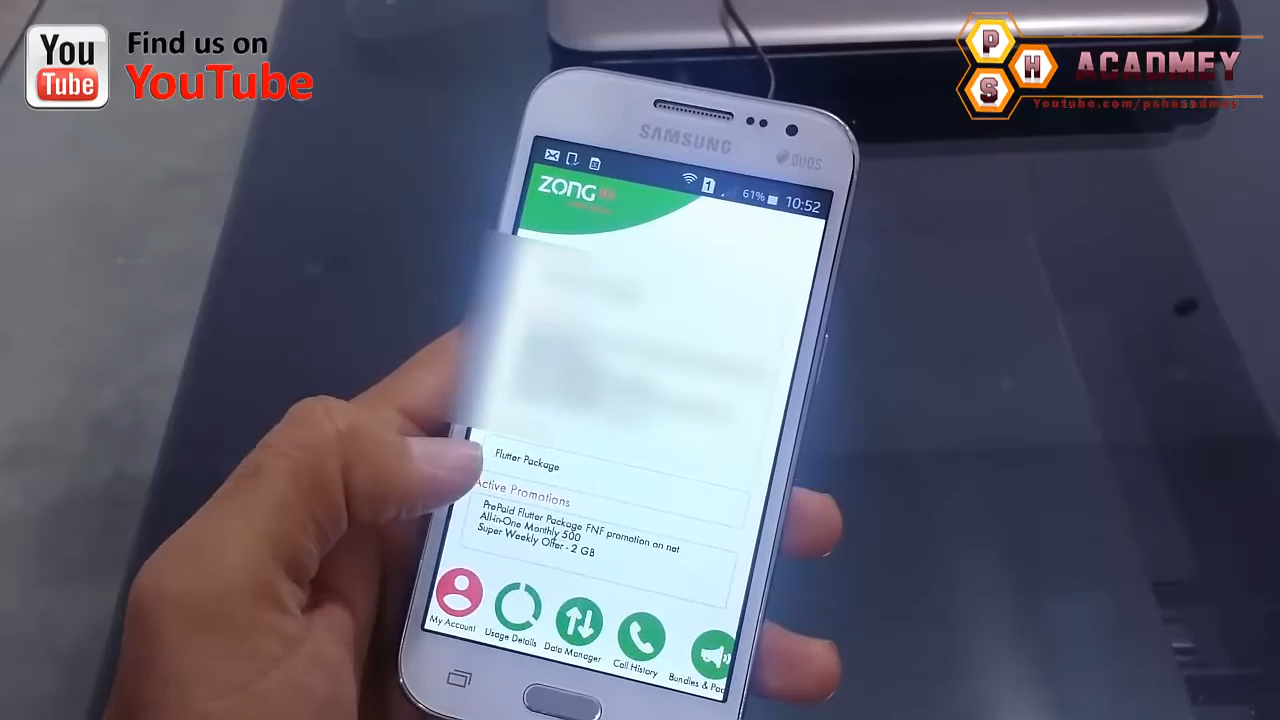 You
Tube
Find us on
YouTube
P
H
S
ACADMEY
Youtube.com/pshacadmey
SAMSUNG
DUOS
1
61%
10:52
ZONG
Flutter Package
Active Promotions
PrePaid Flutter Package FNF promotion on net
All-in-One Monthly 500
Super Weekly Offer - 2 GB
My Account
Usage Details
Data Manager
Call History
Bundles & Pac